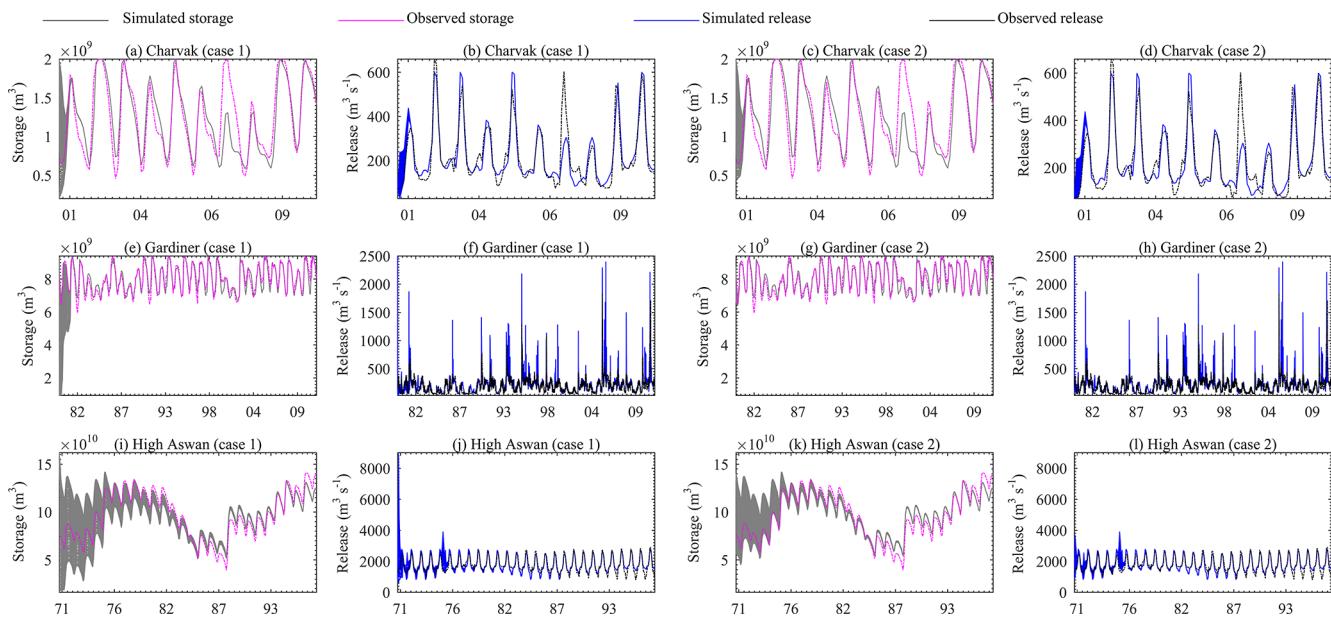 Simulated storage Observed storage Simulated release Observed release
×10⁹ (a) Charvak (case 1)
Storage (m³)
2
1.5
1
0.5
01 04 06 09
(b) Charvak (case 1)
Release (m³ s⁻¹)
600
400
200
01 04 06 09
×10⁹ (c) Charvak (case 2)
Storage (m³)
2
1.5
1
0.5
01 04 06 09
(d) Charvak (case 2)
Release (m³ s⁻¹)
600
400
200
01 04 06 09
×10⁹ (e) Gardiner (case 1)
Storage (m³)
8
6
4
2
82 87 93 98 04 09
(f) Gardiner (case 1)
Release (m³ s⁻¹)
2500
2000
1500
1000
500
82 87 93 98 04 09
×10⁹ (g) Gardiner (case 2)
Storage (m³)
8
6
4
2
82 87 93 98 04 09
(h) Gardiner (case 2)
Release (m³ s⁻¹)
2500
2000
1500
1000
500
82 87 93 98 04 09
×10¹⁰ (i) High Aswan (case 1)
Storage (m³)
15
10
5
71 76 82 87 93
(j) High Aswan (case 1)
Release (m³ s⁻¹)
8000
6000
4000
2000
0
71 76 82 87 93
×10¹⁰ (k) High Aswan (case 2)
Storage (m³)
15
10
5
71 76 82 87 93
(l) High Aswan (case 2)
Release (m³ s⁻¹)
8000
6000
4000
2000
0
71 76 82 87 93